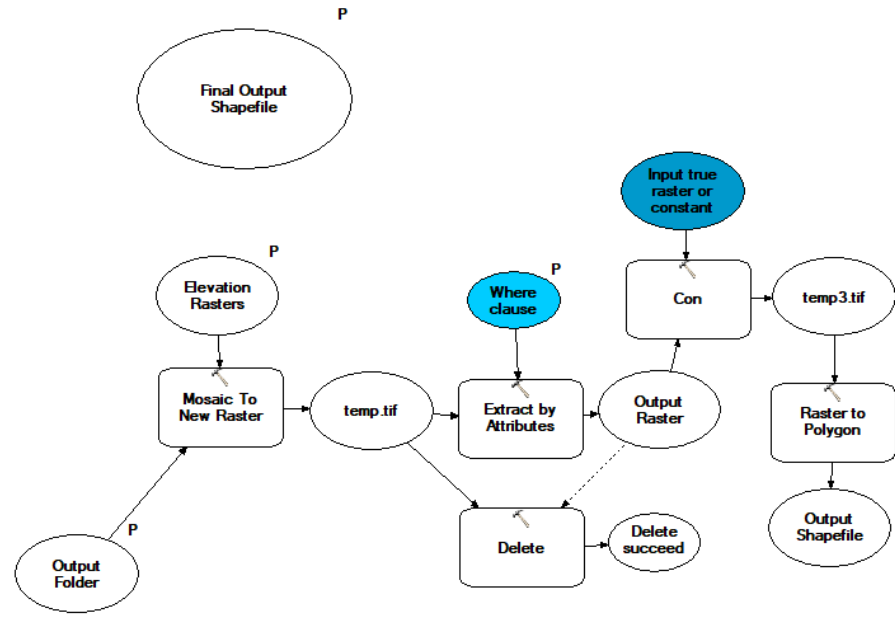 P
Final Output
Shapefile
Input true
raster or
constant
P
Elevation
Rasters
P
Where
clause
Con
temp3.tif
Mosaic To
New Raster
temp.tif
Extract by
Attributes
Output
Raster
Raster to
Polygon
P
Output
Folder
Delete
Delete
succeed
Output
Shapefile